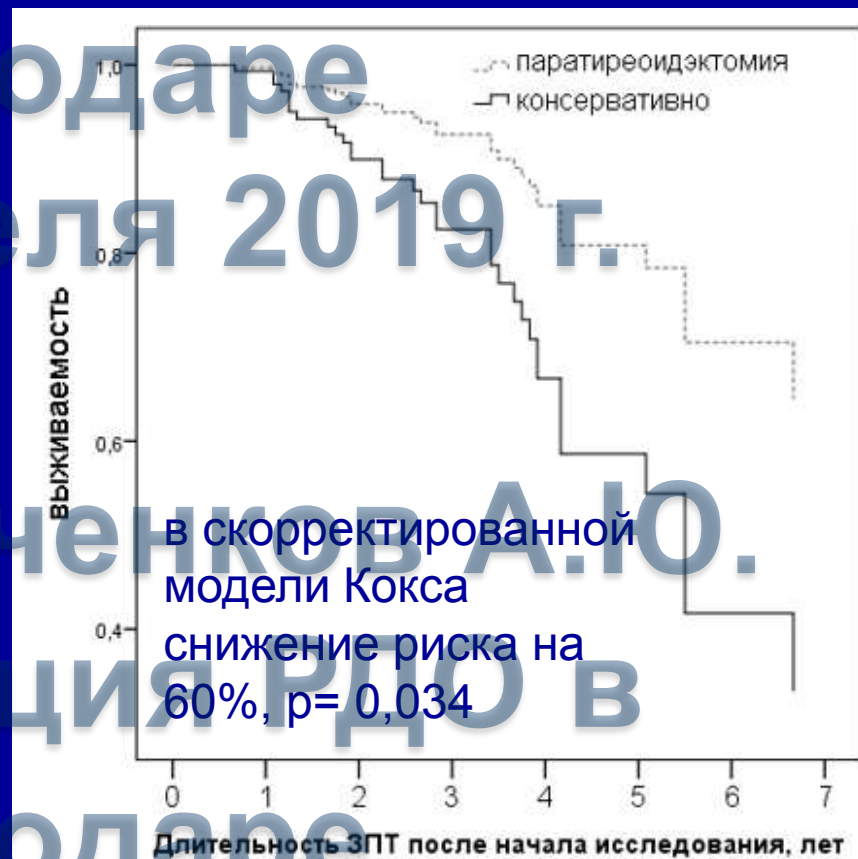 одаре
1,0
паратиреоидэктомия
консервативно
еля 2019 г.
0,8
выживаемость
0,6
ченков А.Ю.
в скорректированной
модели Кокса
снижение риска на
60%, p= 0,034
0,4
ция РДО в
0 1 2 3 4 5 6 7
одаре
Длительность ЗПТ после начала исследования, лет